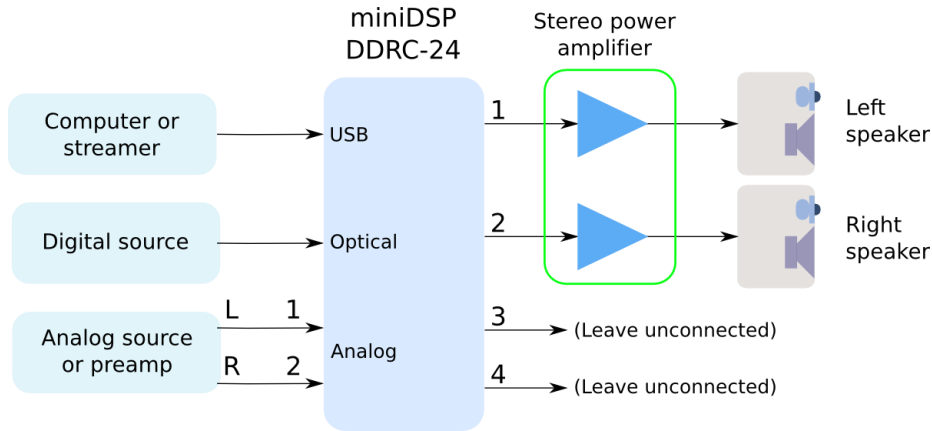 miniDSP
DDRC-24
Stereo power
amplifier
Computer or
streamer
USB
1
Left
speaker
Digital source
Optical
2
Right
speaker
Analog source
or preamp
L 1
R 2
Analog
3
(Leave unconnected)
4
(Leave unconnected)